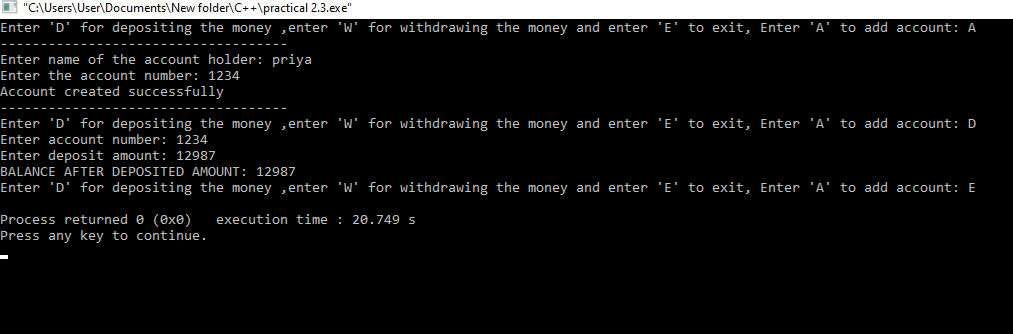 "C:\Users\User\Documents\New folder\C++\practical 2.3.exe"
Enter 'D' for depositing the money ,enter 'W' for withdrawing the money and enter 'E' to exit, Enter 'A' to add account: A
------------------------------------
Enter name of the account holder: priya
Enter the account number: 1234
Account created successfully
------------------------------------
Enter 'D' for depositing the money ,enter 'W' for withdrawing the money and enter 'E' to exit, Enter 'A' to add account: D
Enter account number: 1234
Enter deposit amount: 12987
BALANCE AFTER DEPOSITED AMOUNT: 12987
Enter 'D' for depositing the money ,enter 'W' for withdrawing the money and enter 'E' to exit, Enter 'A' to add account: E
Process returned 0 (0x0)   execution time : 20.749 s
Press any key to continue.